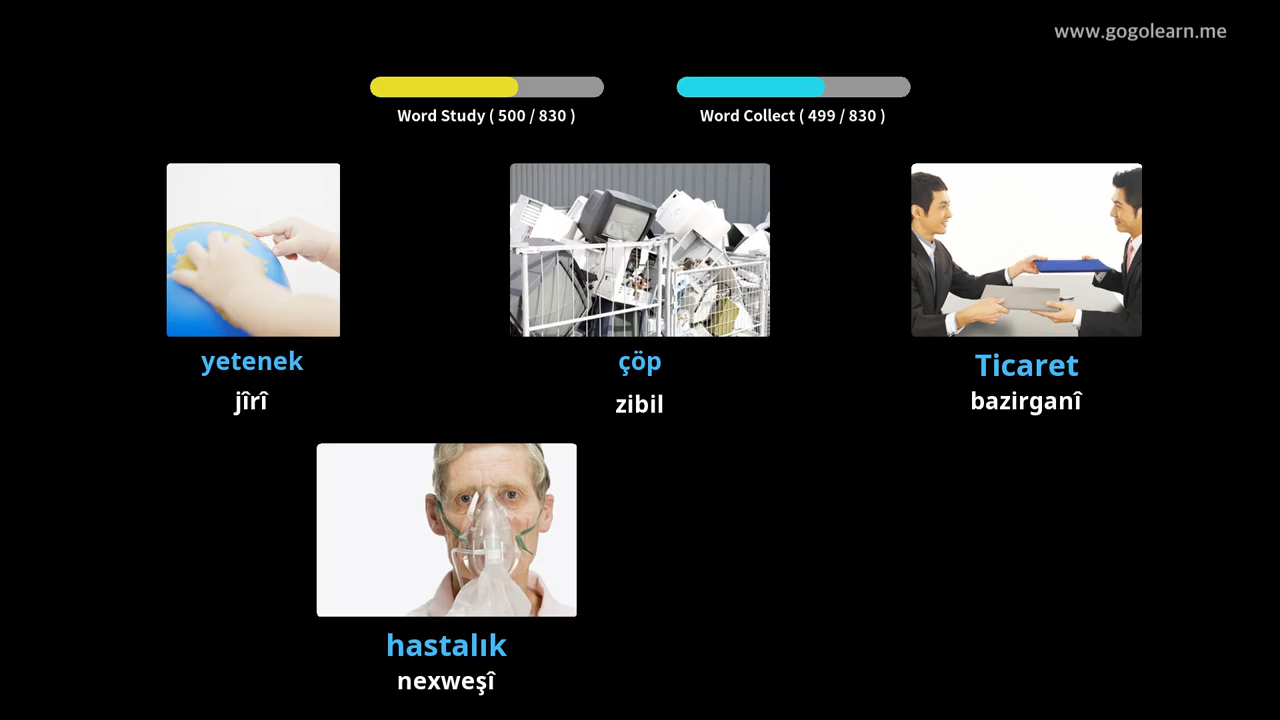 www.gogolearn.me
Word Study ( 500 / 830 )
Word Collect ( 499 / 830 )
yetenek
jîrî
çöp
zibil
Ticaret
bazirganî
hastalık
nexweşî